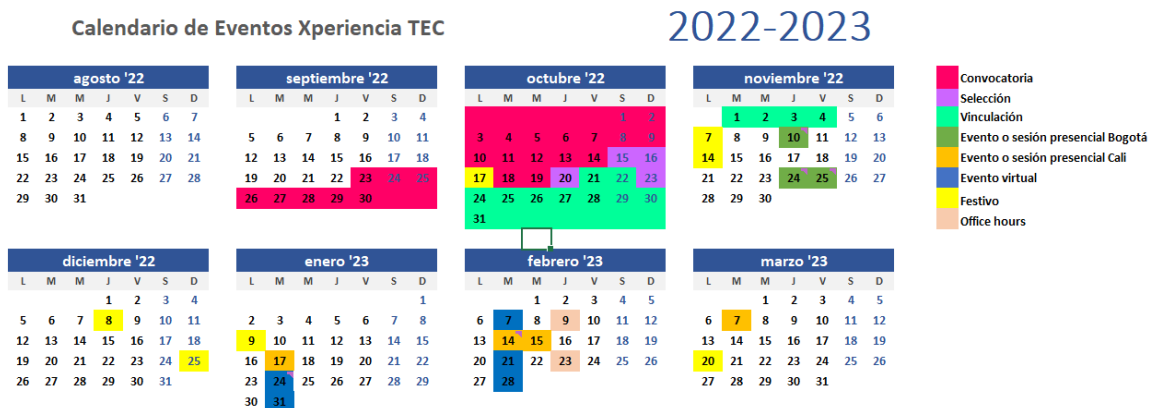 Calendario de Eventos Xperiencia TEC 2022-2023
agosto '22 septiembre '22 octubre '22 noviembre '22
L M M J V S D L M M J V S D L M M J V S D L M M J V S D
1 2 3 4 5 6 7 1 2 3 4 1 2 1 2 3 4 5 6
8 9 10 11 12 13 14 5 6 7 8 9 10 11 3 4 5 6 7 8 9 7 8 9 10 11 12 13
15 16 17 18 19 20 21 12 13 14 15 16 17 18 10 11 12 13 14 15 16 14 15 16 17 18 19 20
22 23 24 25 26 27 28 19 20 21 22 23 24 25 17 18 19 20 21 22 23 21 22 23 24 25 26 27
29 30 31 26 27 28 29 30 24 25 26 27 28 29 30 28 29 30
31
Convocatoria
Selección
Vinculación
Evento o sesión presencial Bogotá
Evento o sesión presencial Cali
Evento virtual
Festivo
Office hours
diciembre '22 enero '23 febrero '23 marzo '23
L M M J V S D L M M J V S D L M M J V S D L M M J V S D
1 2 3 4 1 1 2 3 4 5 1 2 3 4 5
5 6 7 8 9 10 11 2 3 4 5 6 7 8 6 7 8 9 10 11 12 6 7 8 9 10 11 12
12 13 14 15 16 17 18 9 10 11 12 13 14 15 13 14 15 16 17 18 19 13 14 15 16 17 18 19
19 20 21 22 23 24 25 16 17 18 19 20 21 22 20 21 22 23 24 25 26 20 21 22 23 24 25 26
26 27 28 29 30 31 23 24 25 26 27 28 29 27 28 27 28 29 30 31
30 31